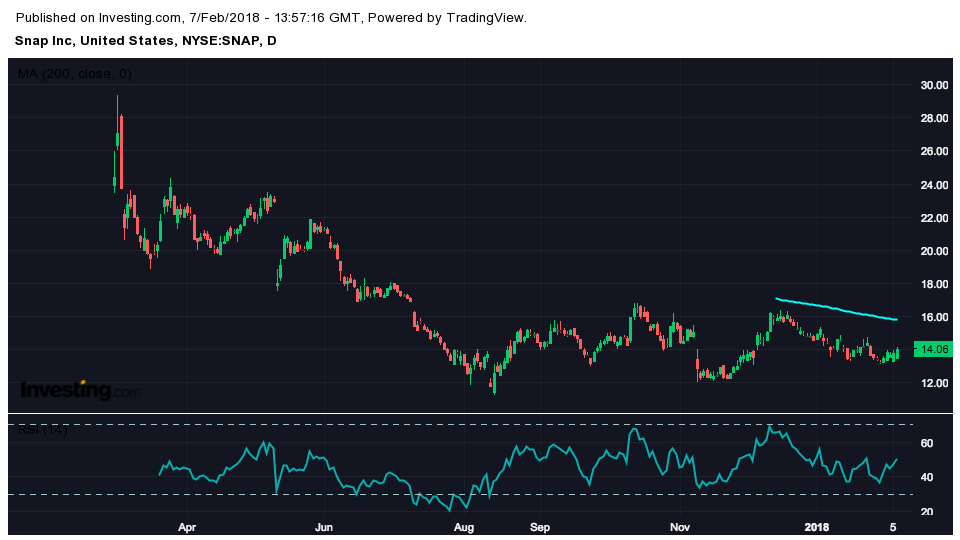 Published on Investing.com, 7/Feb/2018 - 13:57:16 GMT, Powered by TradingView.
Snap Inc, United States, NYSE:SNAP, D
MA (200, close, 0)
30.00
28.00
26.00
24.00
22.00
20.00
18.00
16.00
14.06
12.00
Investing.com
RSI (14)
60
40
20
Apr Jun Aug Sep Nov 2018 5